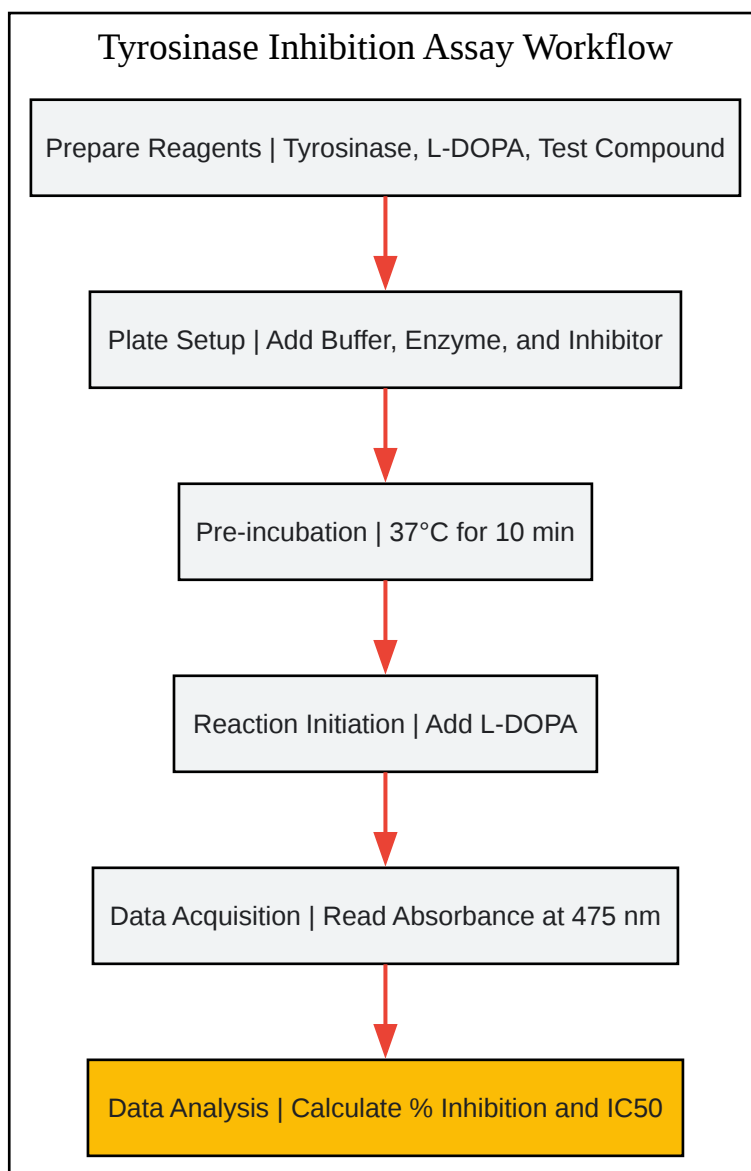 Tyrosinase Inhibition Assay Workflow
Prepare Reagents | Tyrosinase, L-DOPA, Test Compound
Plate Setup | Add Buffer, Enzyme, and Inhibitor
Pre-incubation | 37°C for 10 min
Reaction Initiation | Add L-DOPA
Data Acquisition | Read Absorbance at 475 nm
Data Analysis | Calculate % Inhibition and IC50